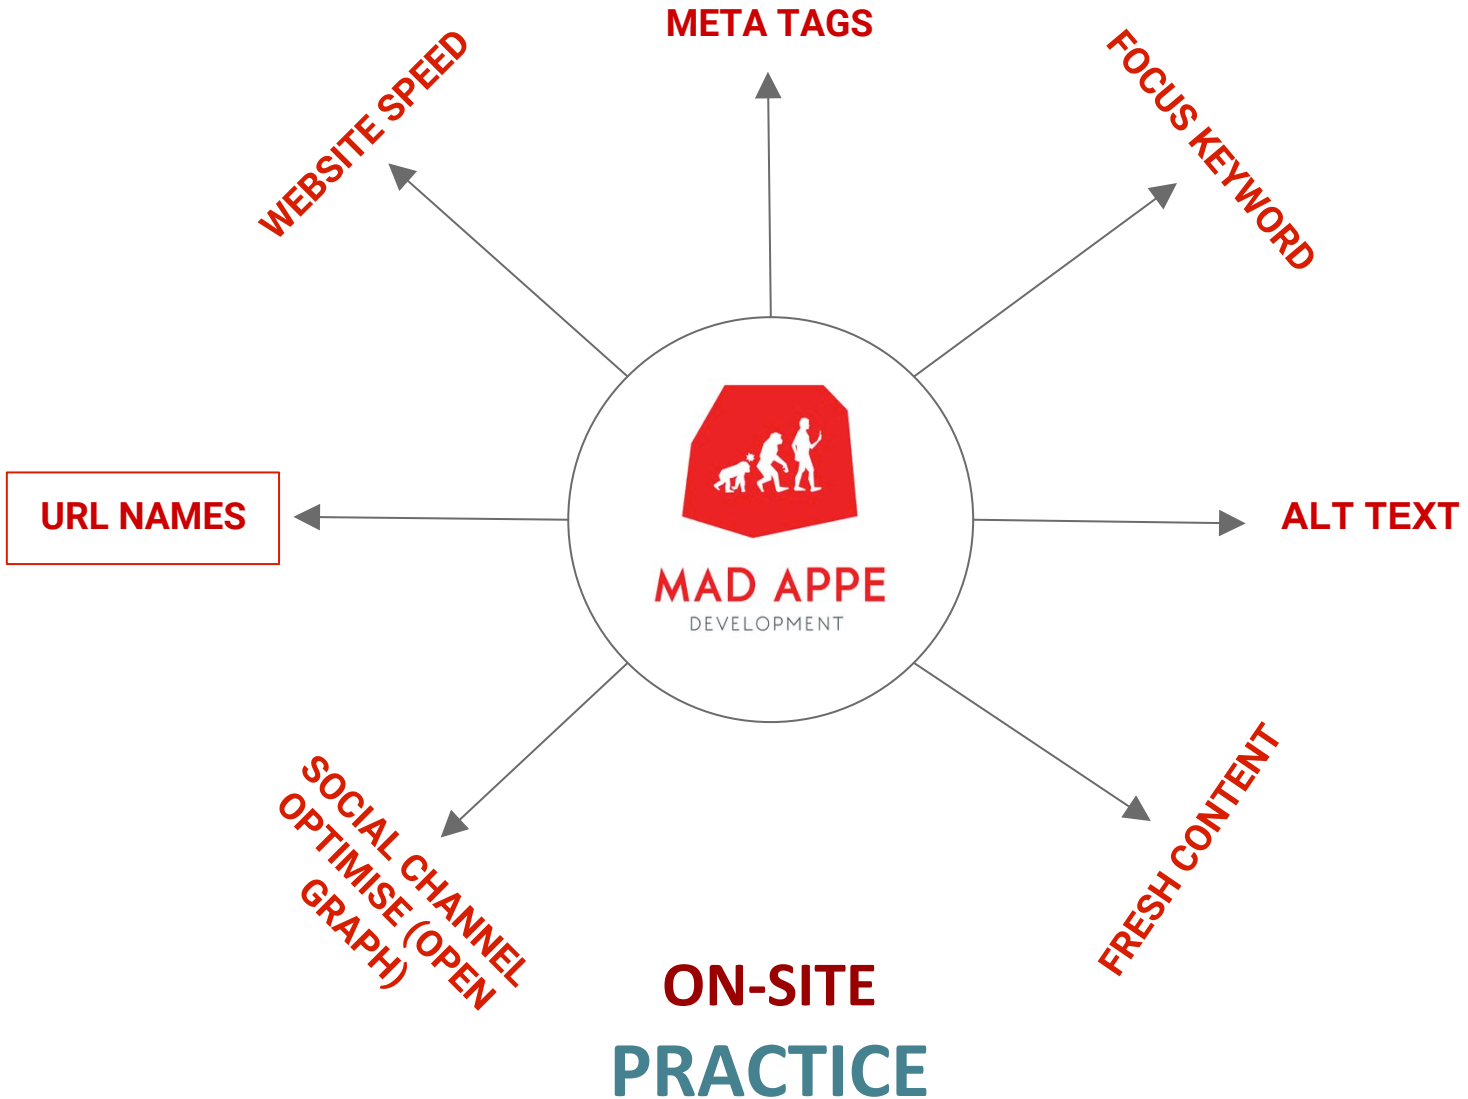 META TAGS
WEBSITE SPEED
FOCUS KEYWORD
URL NAMES
MAD APPE
DEVELOPMENT
ALT TEXT
SOCIAL CHANNEL
OPTIMISE (OPEN
GRAPH)
FRESH CONTENT
ON-SITE
PRACTICE